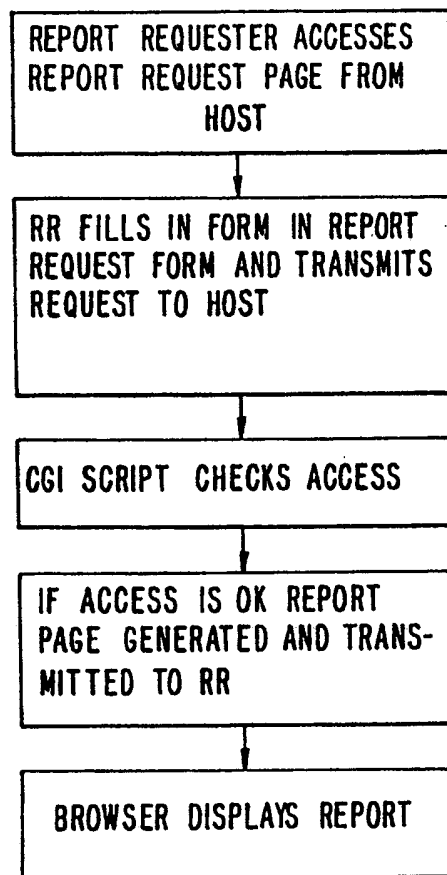 REPORT REQUESTER ACCESSES
REPORT REQUEST PAGE FROM
HOST
RR FILLS IN FORM IN REPORT
REQUEST FORM AND TRANSMITS
REQUEST TO HOST
CGI SCRIPT CHECKS ACCESS
IF ACCESS IS OK REPORT
PAGE GENERATED AND TRANS-
MITTED TO RR
BROWSER DISPLAYS REPORT